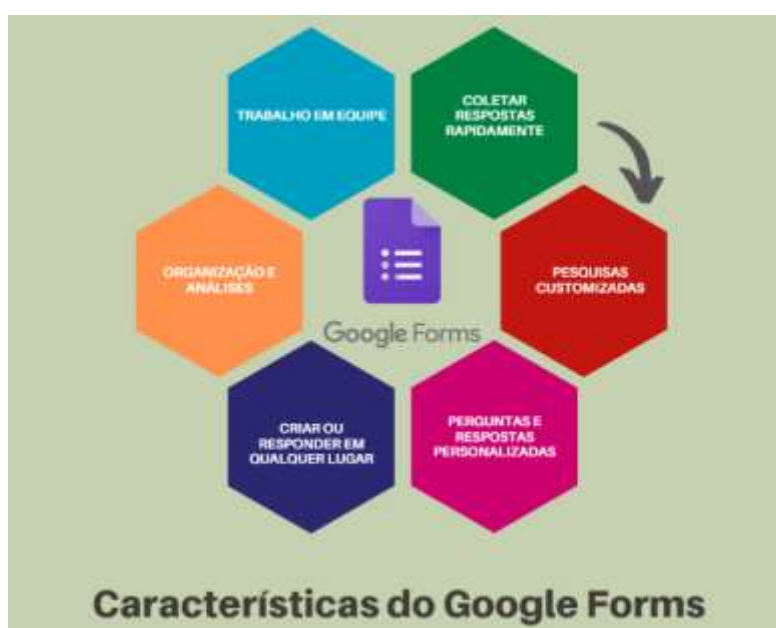 TRABALHO EM EQUIPE
COLETAR
RESPOSTAS
RAPIDAMENTE
ORGANIZAÇÃO E
ANÁLISES
PESQUISAS
CUSTOMIZADAS
Google Forms
CRIAR OU
RESPONDER EM
QUALQUER LUGAR
PERGUNTAS E
RESPOSTAS
PERSONALIZADAS
Características do Google Forms